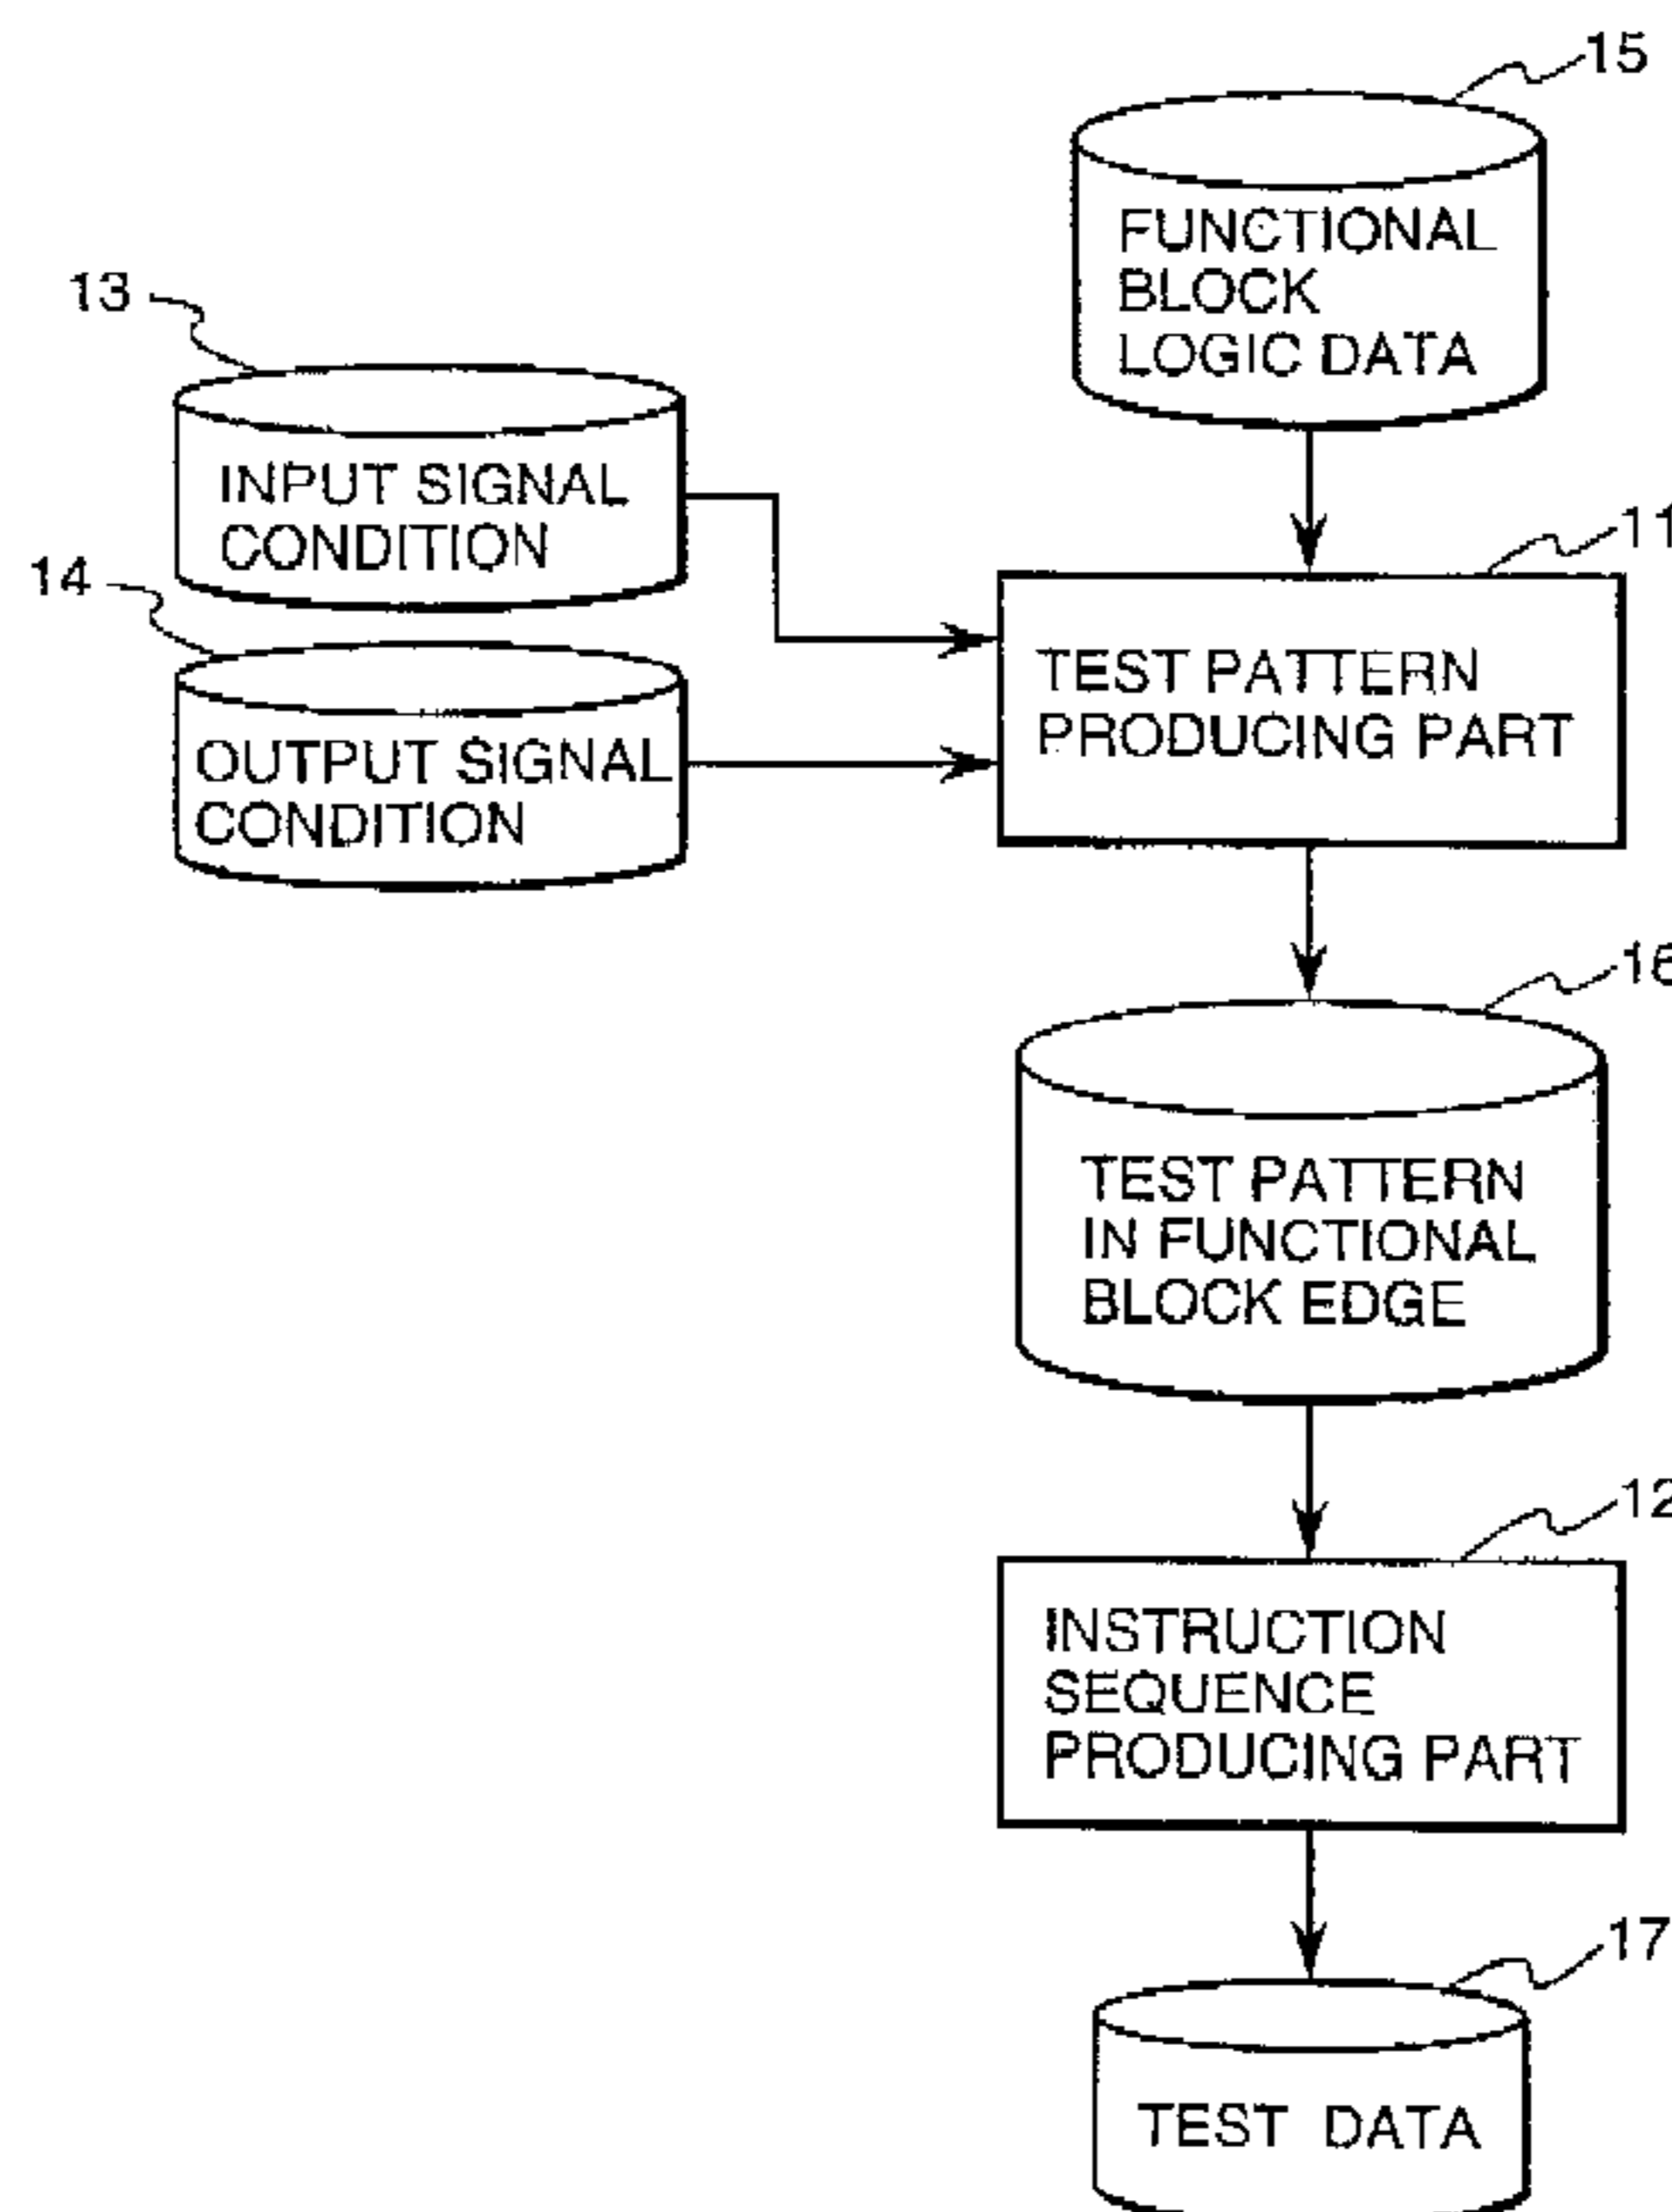 15
FUNCTIONAL
BLOCK
LOGIC DATA
13
INPUT SIGNAL
CONDITION
14
OUTPUT SIGNAL
CONDITION
11
TEST PATTERN
PRODUCING PART
16
TEST PATTERN
IN FUNCTIONAL
BLOCK EDGE
12
INSTRUCTION
SEQUENCE
PRODUCING PART
17
TEST DATA